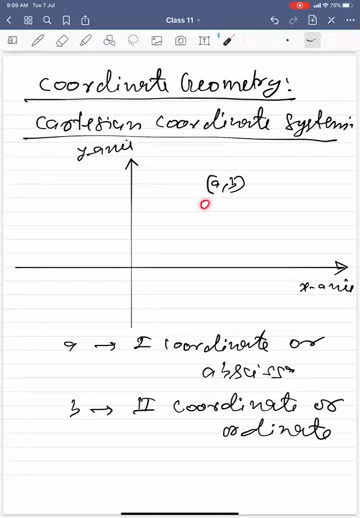 9:09 AM Tue 7 Jul
75%
Class 11
Coordinate Geometry:
Cartesian Coordinate System:
y-axis
(a,b)
x-axis
a → I coordinate or
abscissa
b → II coordinate or
ordinate